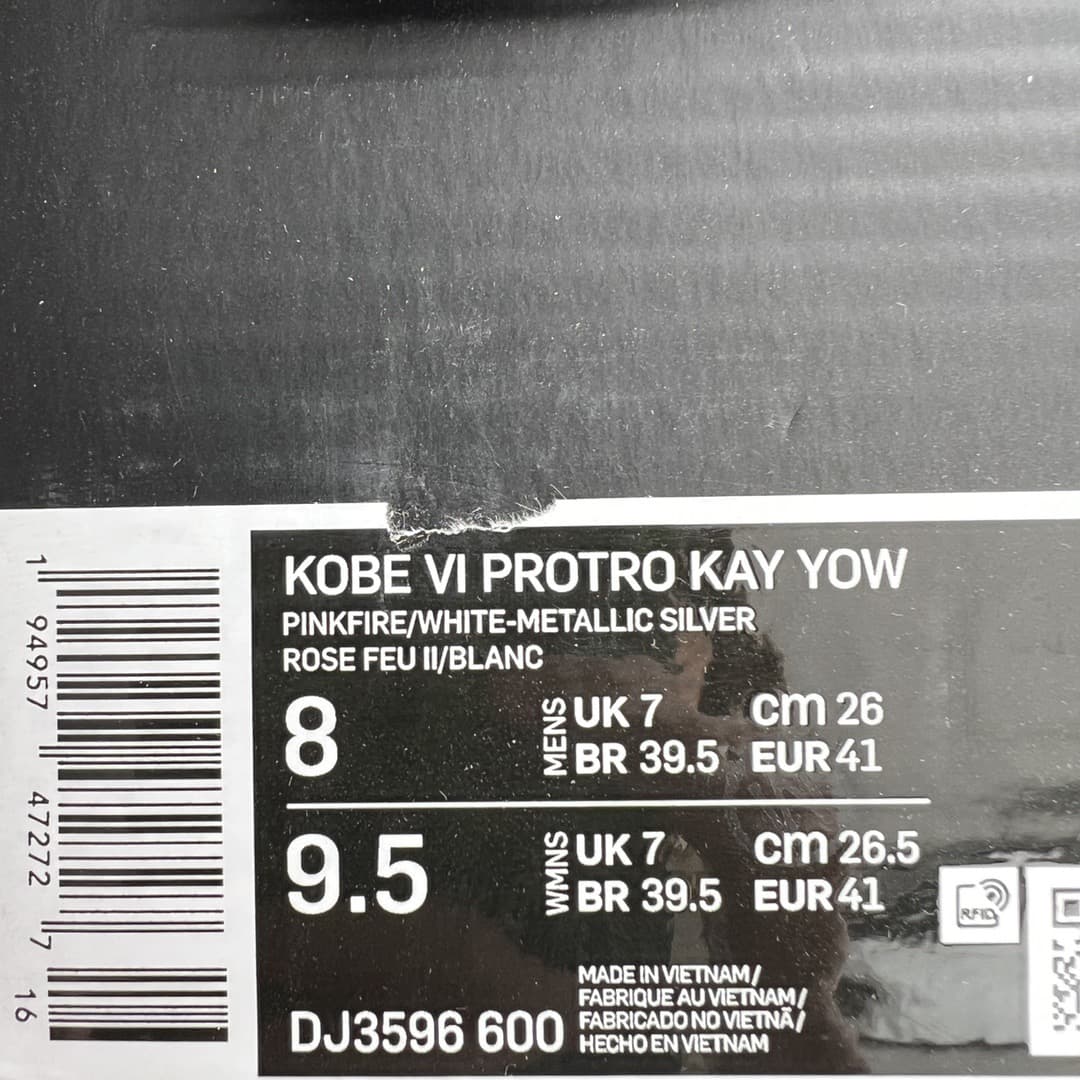 KOBE VI PROTRO KAY YOW
PINKFIRE/WHITE-METALLIC SILVER
ROSE FEU II/BLANC
8
MENS
UK 7 cm 26
BR 39.5 EUR 41
9.5
WMNS
UK 7 cm 26.5
BR 39.5 EUR 41
RFID
DJ3596 600
MADE IN VIETNAM/
FABRIQUE AU VIETNAM/
FABRICADO NO VIETNÃ/
HECHO EN VIETNAM
1 94957 47272 7 16